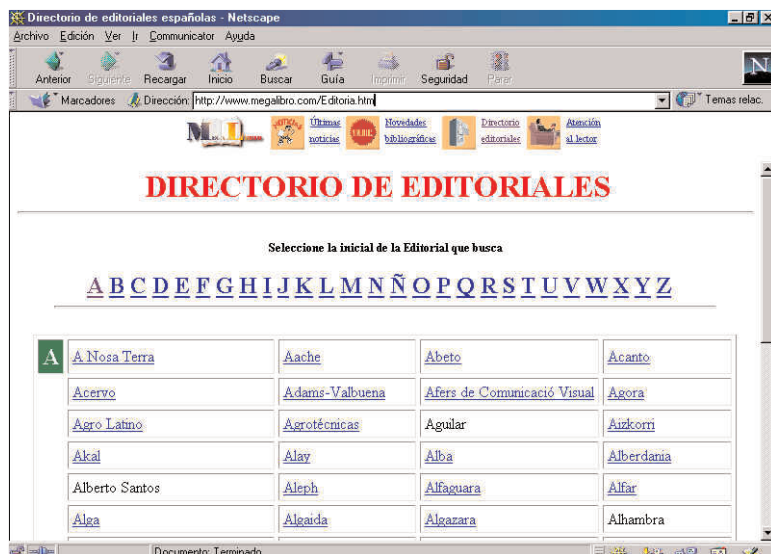 Directorio de editoriales españolas - Netscape
Archivo Edición Ver Ir Communicator Ayuda
Anterior Siguiente Recargar Inicio Buscar Guía Imprimir Seguridad Parar
N
Marcadores Dirección: http://www.megalibro.com/Editoria.htm Temas relac.
Últimas noticias
Novedades bibliográficas
Directorio editoriales
Atención al lector
DIRECTORIO DE EDITORIALES
Seleccione la inicial de la Editorial que busca
A B C D E F G H I J K L M N Ñ O P Q R S T U V W X Y Z
A A Nosa Terra Aache Abeto Acanto
Acervo Adams-Valbuena Afers de Comunicació Visual Agora
Agro Latino Agrotécnicas Aguilar Aizkorri
Akal Alay Alba Alberdania
Alberto Santos Aleph Alfaguara Alfar
Alga Algaida Algazara Alhambra
Documento: Terminado